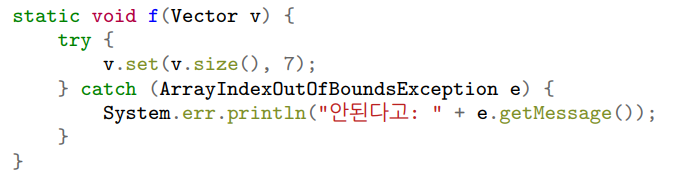 static void f(Vector v) {
    try {
        v.set(v.size(), 7);
    } catch (ArrayIndexOutOfBoundsException e) {
        System.err.println("안된다고: " + e.getMessage());
    }
}